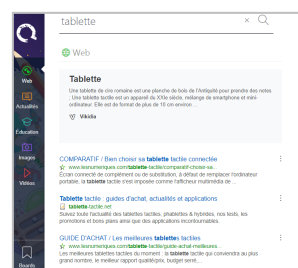 tablette
Web
Web
Tablette
Une tablette de cire romaine est une planche de bois de l'Antiquité pour prendre des notes
. Une tablette tactile est un appareil du XXIe siècle, mélange de smartphone et mini-
ordinateur. Elle est de format de plus de 10 cm environ ...
Vikidia
Actualités
Éducation
Images
Vidéos
Boards
COMPARATIF / Bien choisir sa tablette tactile connectée
www.lesnumeriques.com/tablette-tactile/comparatif-choisir-sa...
Écran connecté de complément ou de substitution, à défaut de remplacer l'ordinateur
portable, la tablette tactile s'est imposée comme l'afficheur multimédia de ...
Tablette tactile : guides d'achat, actualités et applications
tablette-tactile.net
Suivez toute l'actualité des tablettes tactiles, phablettes & hybrides, nos tests, les
promotions et bons plans ainsi que des applications incontournables.
GUIDE D'ACHAT / Les meilleures tablettes tactiles
www.lesnumeriques.com/tablette-tactile/guide-achat-meilleures...
Les meilleures tablettes tactiles du moment : la tablette tactile qui conviendra au plus
grand nombre, le meilleur rapport qualité/prix, budget serré...